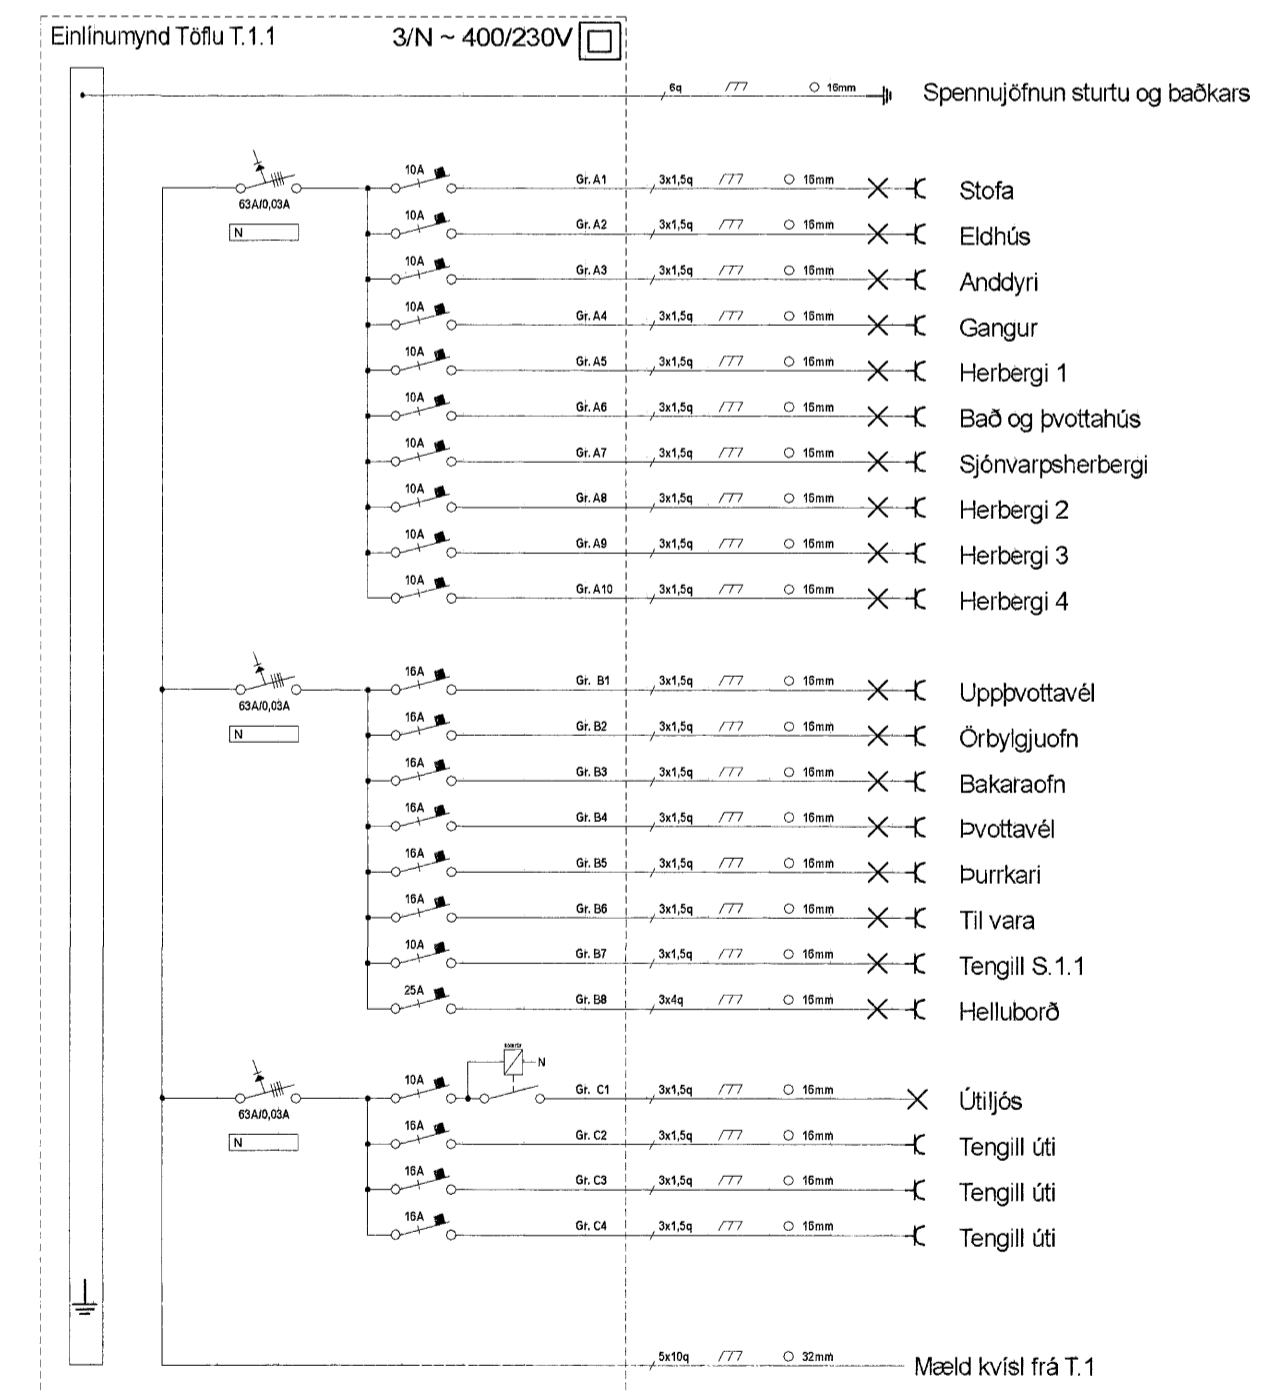 Einlínumynd Töflu T.1.1 3/N ~ 400/230V
6q 16mm Spennujöfnun sturtu og baðkars
63A/0,03A
N
10A Gr. A1 3x1,5q 16mm Stofa
10A Gr. A2 3x1,5q 16mm Eldhús
10A Gr. A3 3x1,5q 16mm Anddyri
10A Gr. A4 3x1,5q 16mm Gangur
10A Gr. A5 3x1,5q 16mm Herbergi 1
10A Gr. A6 3x1,5q 16mm Bað og þvottahús
10A Gr. A7 3x1,5q 16mm Sjónvarpsherbergi
10A Gr. A8 3x1,5q 16mm Herbergi 2
10A Gr. A9 3x1,5q 16mm Herbergi 3
10A Gr. A10 3x1,5q 16mm Herbergi 4
63A/0,03A
N
16A Gr. B1 3x1,5q 16mm Uppþvottavél
16A Gr. B2 3x1,5q 16mm Örbylgjuofn
16A Gr. B3 3x1,5q 16mm Bakaraofn
16A Gr. B4 3x1,5q 16mm Þvottavél
16A Gr. B5 3x1,5q 16mm Þurrkari
16A Gr. B6 3x1,5q 16mm Til vara
10A Gr. B7 3x1,5q 16mm Tengill S.1.1
25A Gr. B8 3x4q 16mm Helluborð
63A/0,03A
N
N
10A Gr. C1 3x1,5q 16mm Útiljós
16A Gr. C2 3x1,5q 16mm Tengill úti
16A Gr. C3 3x1,5q 16mm Tengill úti
16A Gr. C4 3x1,5q 16mm Tengill úti
5x10q 32mm Mæld kvísl frá T.1